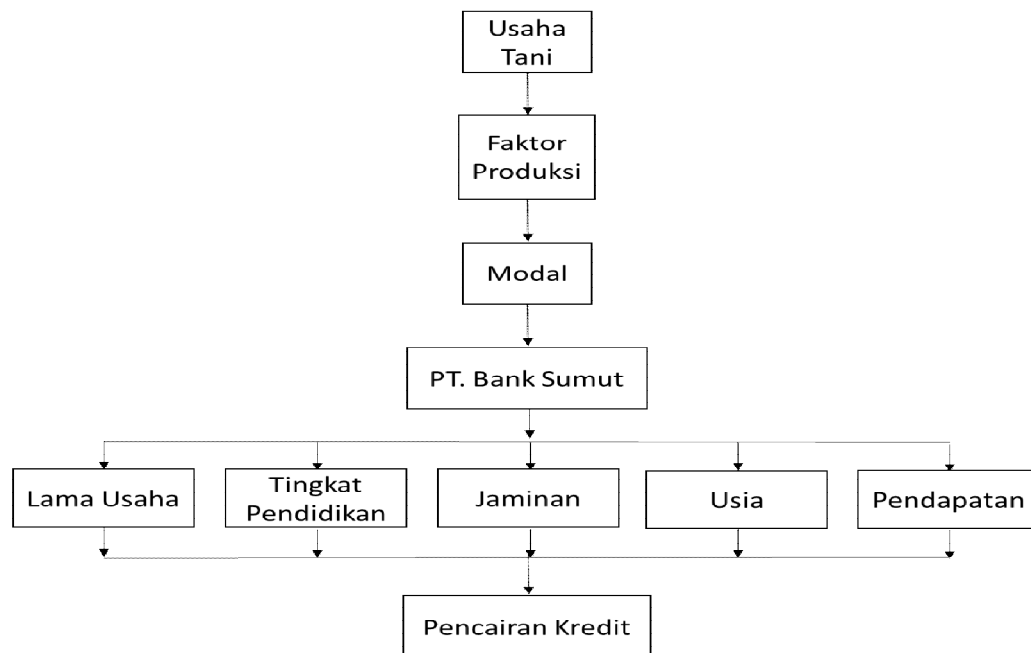 Usaha
Tani
Faktor
Produksi
Modal
PT. Bank Sumut
Lama Usaha
Tingkat
Pendidikan
Jaminan
Usia
Pendapatan
Pencairan Kredit